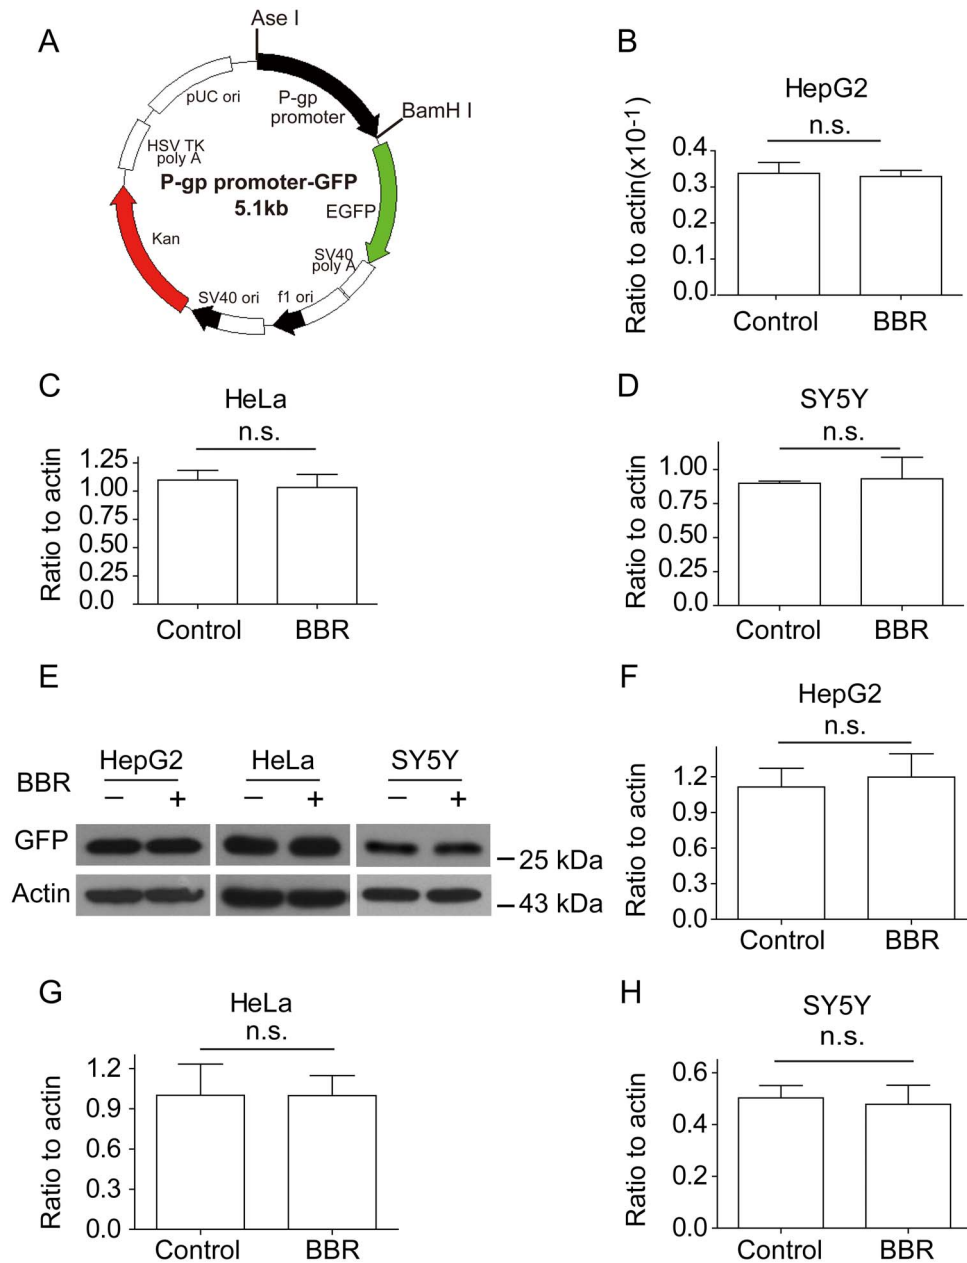 A
Ase I
P-gp
promoter
BamH I
pUC ori
HSV TK
poly A
P-gp promoter-GFP
5.1kb
EGFP
Kan
SV40
poly A
SV40 ori
f1 ori
B
HepG2
n.s.
Ratio to actin(x10-1)
0.4
0.3
0.2
0.1
0.0
Control BBR
C
HeLa
n.s.
Ratio to actin
1.25
1.00
0.75
0.50
0.25
0.0
Control BBR
D
SY5Y
n.s.
Ratio to actin
1.00
0.75
0.50
0.25
0.0
Control BBR
E
HepG2 HeLa SY5Y
BBR − + − + − +
GFP
25 kDa
Actin
43 kDa
F
HepG2
n.s.
Ratio to actin
1.2
0.9
0.6
0.3
0.0
Control BBR
G
HeLa
n.s.
Ratio to actin
1.2
0.9
0.6
0.3
0.0
Control BBR
H
SY5Y
n.s.
Ratio to actin
0.6
0.4
0.2
0.0
Control BBR